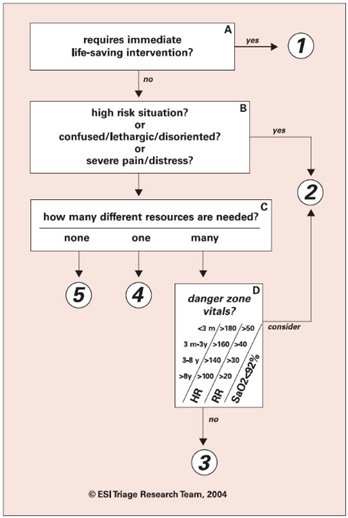 A
requires immediate
life-saving intervention?
yes
1
no
B
high risk situation?
or
confused/lethargic/disoriented?
or
severe pain/distress?
yes
2
C
how many different resources are needed?
none one many
5 4
D
danger zone
vitals?
<3 m >180 >50
3 m-3y >160 >40
3-8 y >140 >30
>8y >100 >20
HR RR SaO2<92%
consider
no
3
© ESI Triage Research Team, 2004